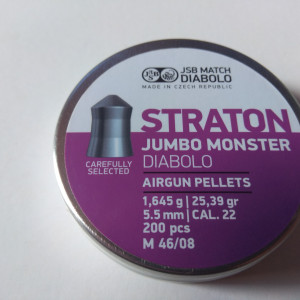 JSB
JSB MATCH
DIABOLO
MADE IN CZECH REPUBLIC
STRATON
JUMBO MONSTER
DIABOLO
CAREFULLY
SELECTED
AIRGUN PELLETS
1,645 g | 25,39 gr
5.5 mm | CAL. 22
200 pcs
M 46/08